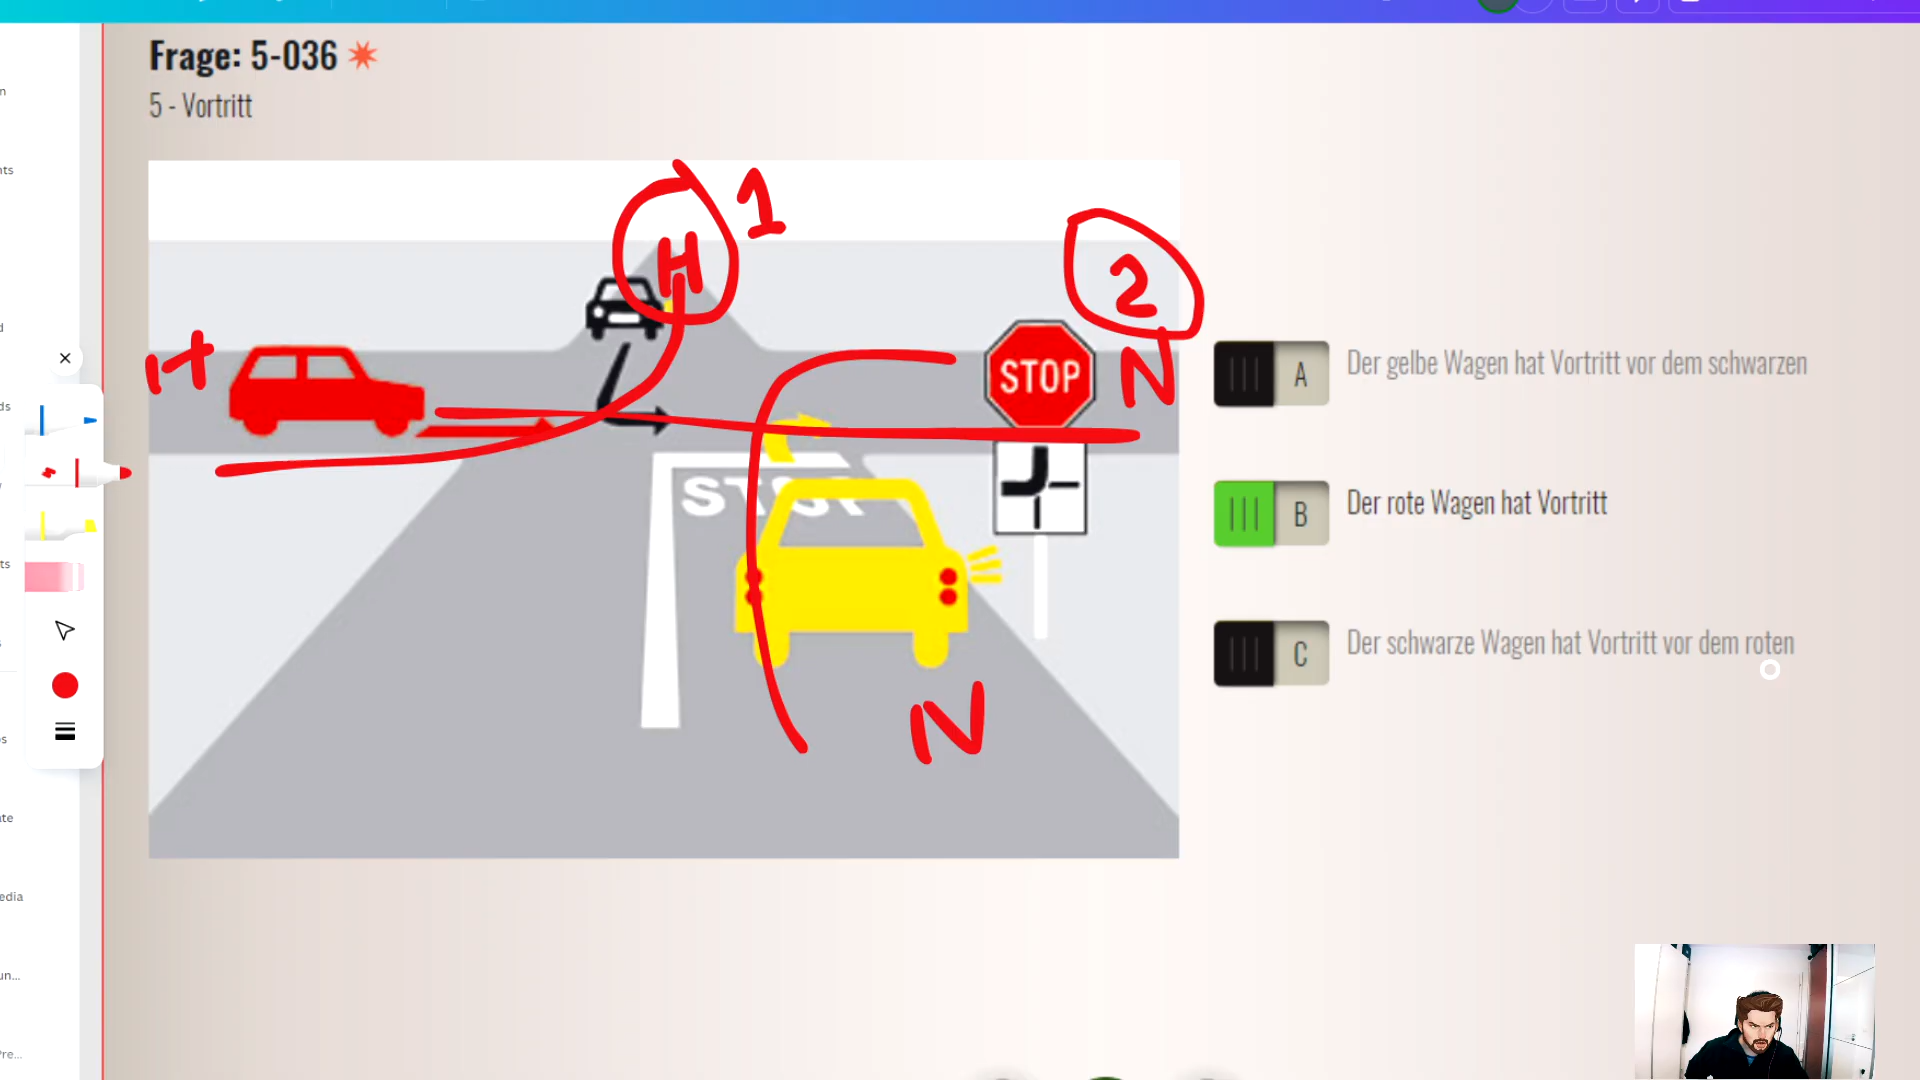 Frage: 5-036
5 - Vortritt
1
H
2
H
STOP
N
A
Der gelbe Wagen hat Vortritt vor dem schwarzen
B
Der rote Wagen hat Vortritt
STOP
C
Der schwarze Wagen hat Vortritt vor dem roten
N